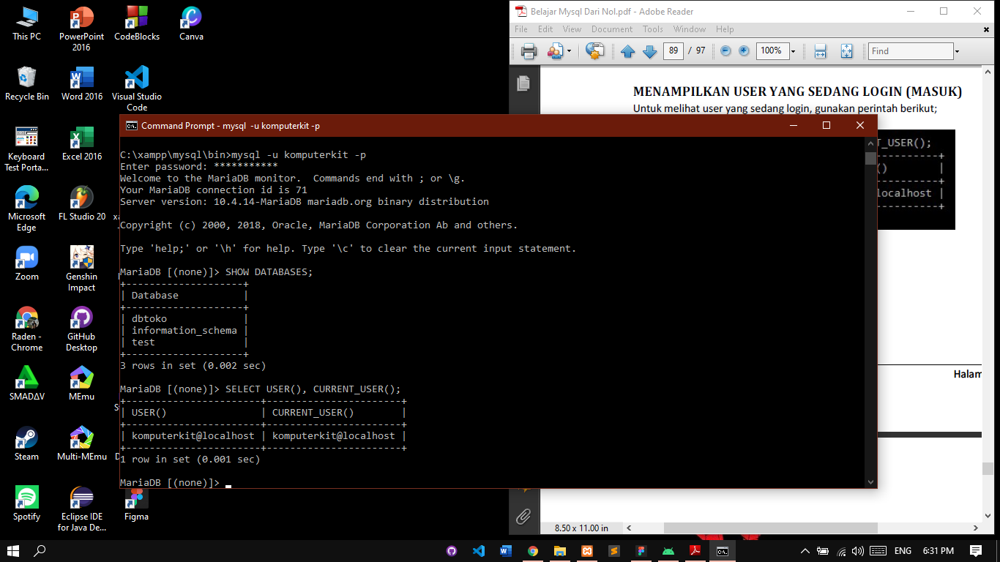 This PC
PowerPoint 2016
CodeBlocks
Canva
Recycle Bin
Word 2016
Visual Studio Code
Keyboard Test Porta...
Excel 2016
Microsoft Edge
FL Studio 20
xa
Zoom
Genshin Impact
Raden - Chrome
GitHub Desktop
SMADΔV
MEmu
S
Steam
Multi-MEmu
D
Spotify
Eclipse IDE for Java De...
Figma
Belajar Mysql Dari Nol.pdf - Adobe Reader
File Edit View Document Tools Window Help
89 / 97 100% Find
MENAMPILKAN USER YANG SEDANG LOGIN (MASUK)
Untuk melihat user yang sedang login, gunakan perintah berikut;
T_USER();
-----------+
() |
-----------+
localhost |
-----------+
Halam
8.50 x 11.00 in
Command Prompt - mysql  -u komputerkit -p
C:\xampp\mysql\bin>mysql -u komputerkit -p
Enter password: ***********
Welcome to the MariaDB monitor.  Commands end with ; or \g.
Your MariaDB connection id is 71
Server version: 10.4.14-MariaDB mariadb.org binary distribution
Copyright (c) 2000, 2018, Oracle, MariaDB Corporation Ab and others.
Type 'help;' or '\h' for help. Type '\c' to clear the current input statement.
MariaDB [(none)]> SHOW DATABASES;
+--------------------+
| Database           |
+--------------------+
| dbtoko             |
| information_schema |
| test               |
+--------------------+
3 rows in set (0.002 sec)
MariaDB [(none)]> SELECT USER(), CURRENT_USER();
+-----------------------+-----------------------+
| USER()                | CURRENT_USER()        |
+-----------------------+-----------------------+
| komputerkit@localhost | komputerkit@localhost |
+-----------------------+-----------------------+
1 row in set (0.001 sec)
MariaDB [(none)]>
ENG 6:31 PM